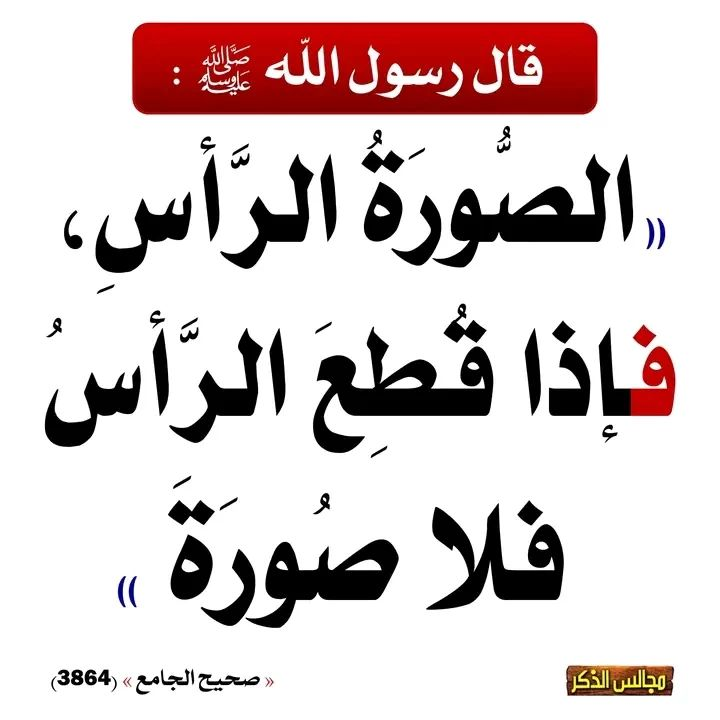 قال رسول الله ﷺ :
(( الصُّورَةُ الرَّأسِ،
فإذا قُطِعَ الرَّأسُ
فلا صُورَةَ ))
« صحيح الجامع » (3864)
مجالس الذكر